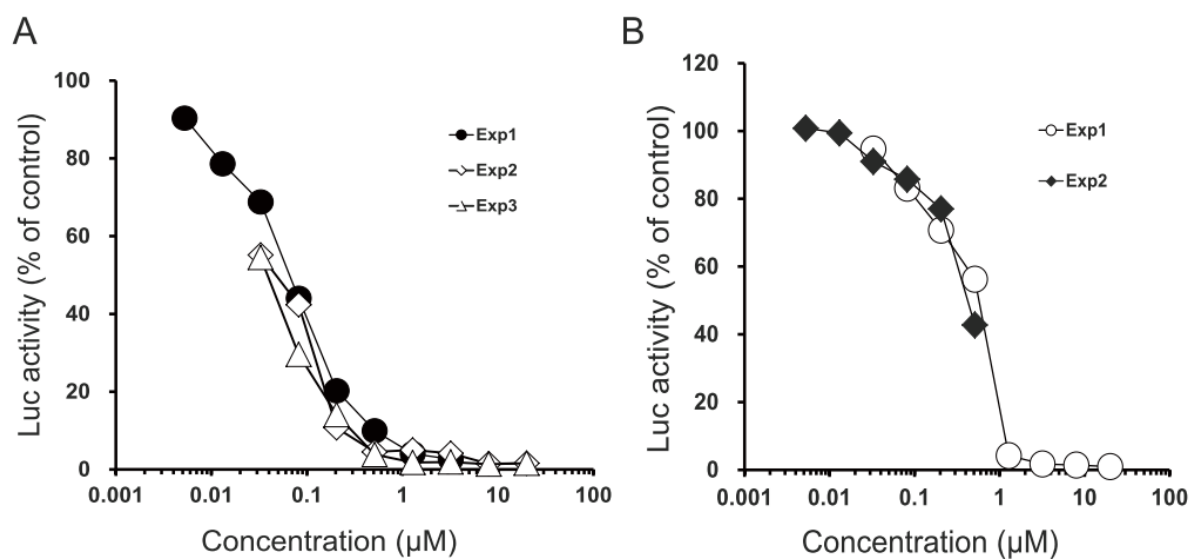 A
100
80
60
40
20
0
0.001
0.01
0.1
1
10
100
Luc activity (% of control)
Concentration (µM)
Exp1
Exp2
Exp3
B
120
100
80
60
40
20
0
0.001
0.01
0.1
1
10
100
Luc activity (% of control)
Concentration (µM)
Exp1
Exp2